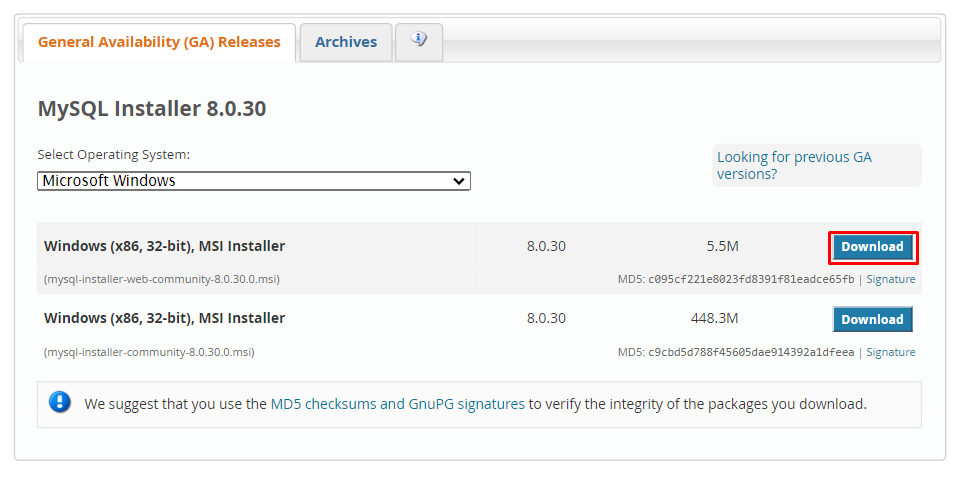 General Availability (GA) Releases
Archives
MySQL Installer 8.0.30
Select Operating System:
Microsoft Windows
Looking for previous GA
versions?
Windows (x86, 32-bit), MSI Installer 8.0.30 5.5M Download
(mysql-installer-web-community-8.0.30.0.msi) MD5: c095cf221e8023fd8391f81eadce65fb | Signature
Windows (x86, 32-bit), MSI Installer 8.0.30 448.3M Download
(mysql-installer-community-8.0.30.0.msi) MD5: c9cbd5d788f45605dae914392a1dfeea | Signature
We suggest that you use the MD5 checksums and GnuPG signatures to verify the integrity of the packages you download.